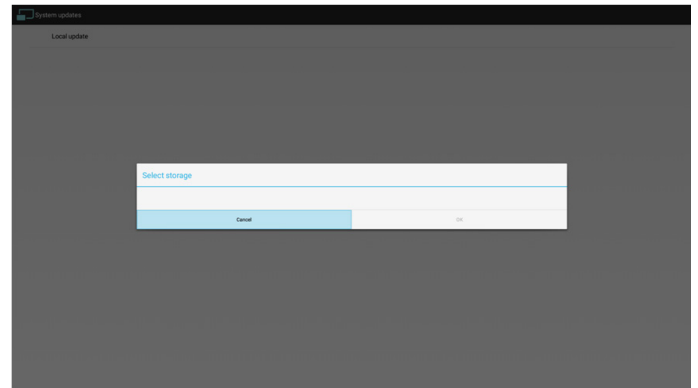 System updates
Local update
Select storage
Cancel
OK